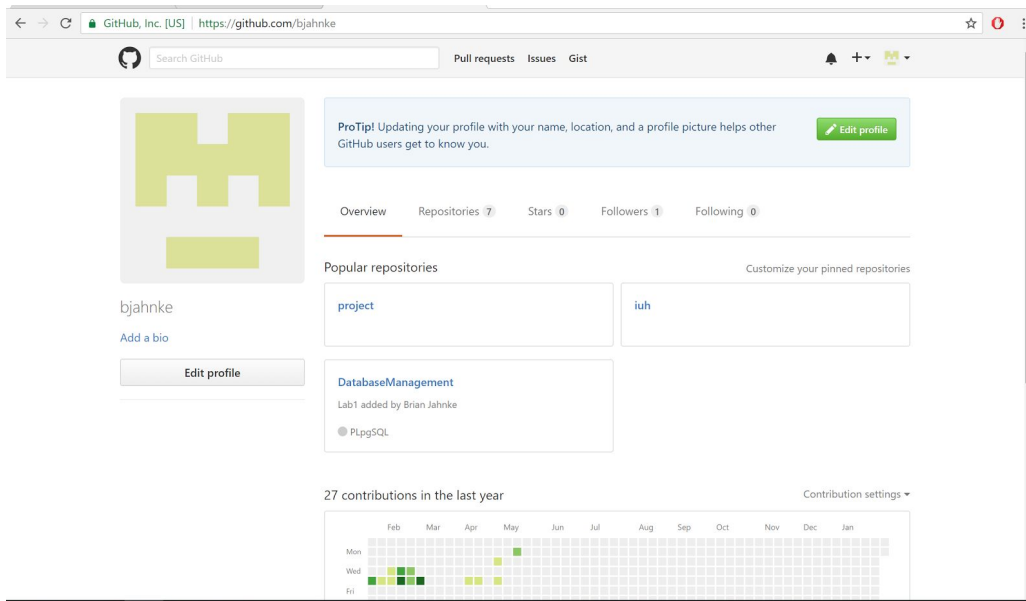 GitHub, Inc. [US] | https://github.com/bjahnke
Search GitHub
Pull requests Issues Gist
ProTip! Updating your profile with your name, location, and a profile picture helps other
GitHub users get to know you.
Edit profile
Overview Repositories 7 Stars 0 Followers 1 Following 0
Popular repositories
Customize your pinned repositories
bjahnke
Add a bio
Edit profile
project
iuh
DatabaseManagement
Lab1 added by Brian Jahnke
PLpgSQL
27 contributions in the last year
Contribution settings
Feb Mar Apr May Jun Jul Aug Sep Oct Nov Dec Jan
Mon
Wed
Fri